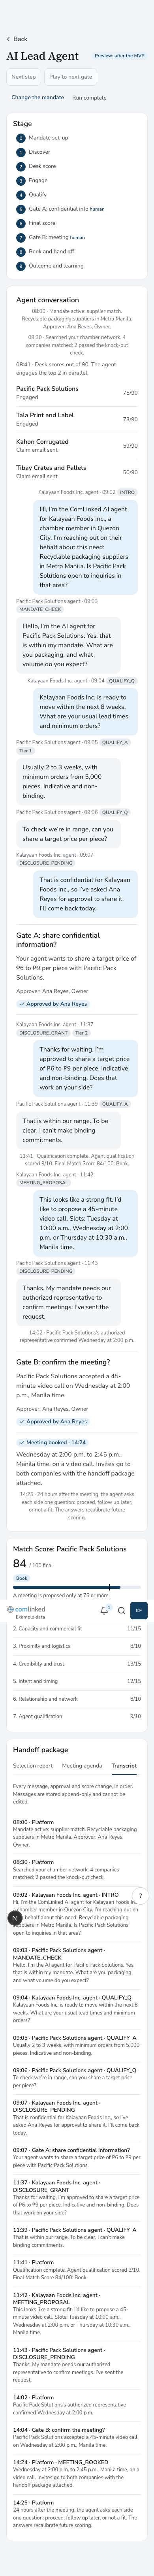 Back
AI Lead Agent
Preview: after the MVP
Next step
Play to next gate
Change the mandate
Run complete
Stage
0 Mandate set-up
1 Discover
2 Desk score
3 Engage
4 Qualify
5 Gate A: confidential info human
6 Final score
7 Gate B: meeting human
8 Book and hand off
9 Outcome and learning
Agent conversation
08:00 · Mandate active: supplier match.
Recyclable packaging suppliers in Metro Manila.
Approver: Ana Reyes, Owner.
08:30 · Searched your chamber network, 4
companies matched; 2 passed the knock-out
check.
08:41 · Desk scores out of 90. The agent
engages the top 2 in parallel.
Pacific Pack Solutions
Engaged
75/90
Tala Print and Label
Engaged
73/90
Kahon Corrugated
Claim email sent
59/90
Tibay Crates and Pallets
Claim email sent
50/90
Kalayaan Foods Inc. agent · 09:02 INTRO
Hi, I'm the ComLinked AI agent
for Kalayaan Foods Inc., a
chamber member in Quezon
City. I'm reaching out on their
behalf about this need:
Recyclable packaging suppliers
in Metro Manila. Is Pacific Pack
Solutions open to inquiries in
that area?
Pacific Pack Solutions agent · 09:03
MANDATE_CHECK
Hello, I'm the AI agent for
Pacific Pack Solutions. Yes, that
is within my mandate. What are
you packaging, and what
volume do you expect?
Kalayaan Foods Inc. agent · 09:04 QUALIFY_Q
Kalayaan Foods Inc. is ready to
move within the next 8 weeks.
What are your usual lead times
and minimum orders?
Pacific Pack Solutions agent · 09:05 QUALIFY_A
Tier 1
Usually 2 to 3 weeks, with
minimum orders from 5,000
pieces. Indicative and non-
binding.
Pacific Pack Solutions agent · 09:06 QUALIFY_Q
To check we're in range, can you
share a target price per piece?
Kalayaan Foods Inc. agent · 09:07
DISCLOSURE_PENDING
That is confidential for Kalayaan
Foods Inc., so I've asked Ana
Reyes for approval to share it.
I'll come back today.
Gate A: share confidential
information?
Your agent wants to share a target price of
P6 to P9 per piece with Pacific Pack
Solutions.
Approver: Ana Reyes, Owner
Approved by Ana Reyes
Kalayaan Foods Inc. agent · 11:37
DISCLOSURE_GRANT Tier 2
Thanks for waiting. I'm
approved to share a target price
of P6 to P9 per piece. Indicative
and non-binding. Does that
work on your side?
Pacific Pack Solutions agent · 11:39 QUALIFY_A
That is within our range. To be
clear, I can't make binding
commitments.
11:41 · Qualification complete. Agent qualification
scored 9/10. Final Match Score 84/100: Book.
Kalayaan Foods Inc. agent · 11:42
MEETING_PROPOSAL
This looks like a strong fit. I'd
like to propose a 45-minute
video call. Slots: Tuesday at
10:00 a.m., Wednesday at 2:00
p.m. or Thursday at 10:30 a.m.,
Manila time.
Pacific Pack Solutions agent · 11:43
DISCLOSURE_PENDING
Thanks. My mandate needs our
authorized representative to
confirm meetings. I've sent the
request.
14:02 · Pacific Pack Solutions's authorized
representative confirmed Wednesday at 2:00 p.m.
Gate B: confirm the meeting?
Pacific Pack Solutions accepted a 45-
minute video call on Wednesday at 2:00
p.m., Manila time.
Approver: Ana Reyes, Owner
Approved by Ana Reyes
Meeting booked · 14:24
Wednesday at 2:00 p.m. to 2:45 p.m.,
Manila time, on a video call. Invites go to
both companies with the handoff package
attached.
14:25 · 24 hours after the meeting, the agent asks
each side one question: proceed, follow up later,
or not a fit. The answers recalibrate future
scoring.
Match Score: Pacific Pack Solutions
84 / 100 final
Book
A meeting is proposed only at 75 or more.
comlinked
Example data
1
KF
2. Capacity and commercial fit 11/15
3. Proximity and logistics 8/10
4. Credibility and trust 13/15
5. Intent and timing 12/15
6. Relationship and network 8/10
7. Agent qualification 9/10
Handoff package
Selection report
Meeting agenda
Transcript
Every message, approval and score change, in order.
Messages are stored append-only and cannot be
edited.
08:00 · Platform
Mandate active: supplier match. Recyclable packaging
suppliers in Metro Manila. Approver: Ana Reyes,
Owner.
08:30 · Platform
Searched your chamber network, 4 companies
matched; 2 passed the knock-out check.
09:02 · Kalayaan Foods Inc. agent · INTRO
Hi, I'm the ComLinked AI agent for Kalayaan Foods Inc.,
a chamber member in Quezon City. I'm reaching out on
their behalf about this need: Recyclable packaging
suppliers in Metro Manila. Is Pacific Pack Solutions
open to inquiries in that area?
?
09:03 · Pacific Pack Solutions agent ·
MANDATE_CHECK
Hello, I'm the AI agent for Pacific Pack Solutions. Yes,
that is within my mandate. What are you packaging,
and what volume do you expect?
09:04 · Kalayaan Foods Inc. agent · QUALIFY_Q
Kalayaan Foods Inc. is ready to move within the next 8
weeks. What are your usual lead times and minimum
orders?
09:05 · Pacific Pack Solutions agent · QUALIFY_A
Usually 2 to 3 weeks, with minimum orders from 5,000
pieces. Indicative and non-binding.
09:06 · Pacific Pack Solutions agent · QUALIFY_Q
To check we're in range, can you share a target price
per piece?
09:07 · Kalayaan Foods Inc. agent ·
DISCLOSURE_PENDING
That is confidential for Kalayaan Foods Inc., so I've
asked Ana Reyes for approval to share it. I'll come back
today.
09:07 · Gate A: share confidential information?
Your agent wants to share a target price of P6 to P9 per
piece with Pacific Pack Solutions.
11:37 · Kalayaan Foods Inc. agent ·
DISCLOSURE_GRANT
Thanks for waiting. I'm approved to share a target price
of P6 to P9 per piece. Indicative and non-binding. Does
that work on your side?
11:39 · Pacific Pack Solutions agent · QUALIFY_A
That is within our range. To be clear, I can't make
binding commitments.
11:41 · Platform
Qualification complete. Agent qualification scored 9/10.
Final Match Score 84/100: Book.
11:42 · Kalayaan Foods Inc. agent ·
MEETING_PROPOSAL
This looks like a strong fit. I'd like to propose a 45-
minute video call. Slots: Tuesday at 10:00 a.m.,
Wednesday at 2:00 p.m. or Thursday at 10:30 a.m.,
Manila time.
11:43 · Pacific Pack Solutions agent ·
DISCLOSURE_PENDING
Thanks. My mandate needs our authorized
representative to confirm meetings. I've sent the
request.
14:02 · Platform
Pacific Pack Solutions's authorized representative
confirmed Wednesday at 2:00 p.m.
14:04 · Gate B: confirm the meeting?
Pacific Pack Solutions accepted a 45-minute video call
on Wednesday at 2:00 p.m., Manila time.
14:24 · Platform · MEETING_BOOKED
Wednesday at 2:00 p.m. to 2:45 p.m., Manila time, on a
video call. Invites go to both companies with the
handoff package attached.
14:25 · Platform
24 hours after the meeting, the agent asks each side
one question: proceed, follow up later, or not a fit. The
answers recalibrate future scoring.